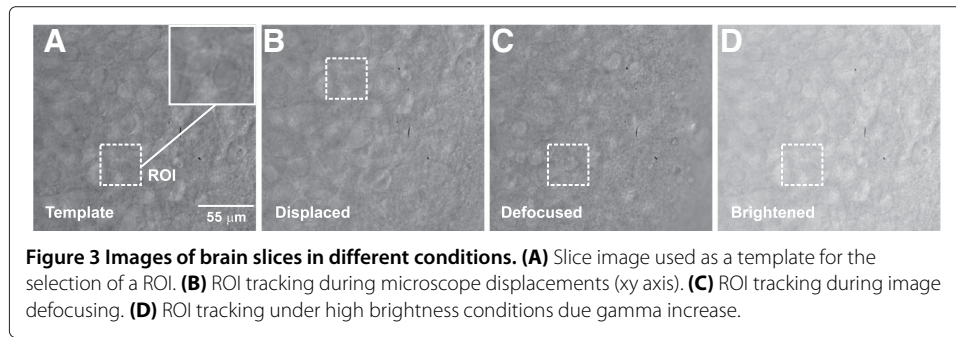 A
B
C
D
ROI
Template
55 μm
Displaced
Defocused
Brightened
Figure 3 Images of brain slices in different conditions. (A) Slice image used as a template for the
selection of a ROI. (B) ROI tracking during microscope displacements (xy axis). (C) ROI tracking during image
defocusing. (D) ROI tracking under high brightness conditions due gamma increase.